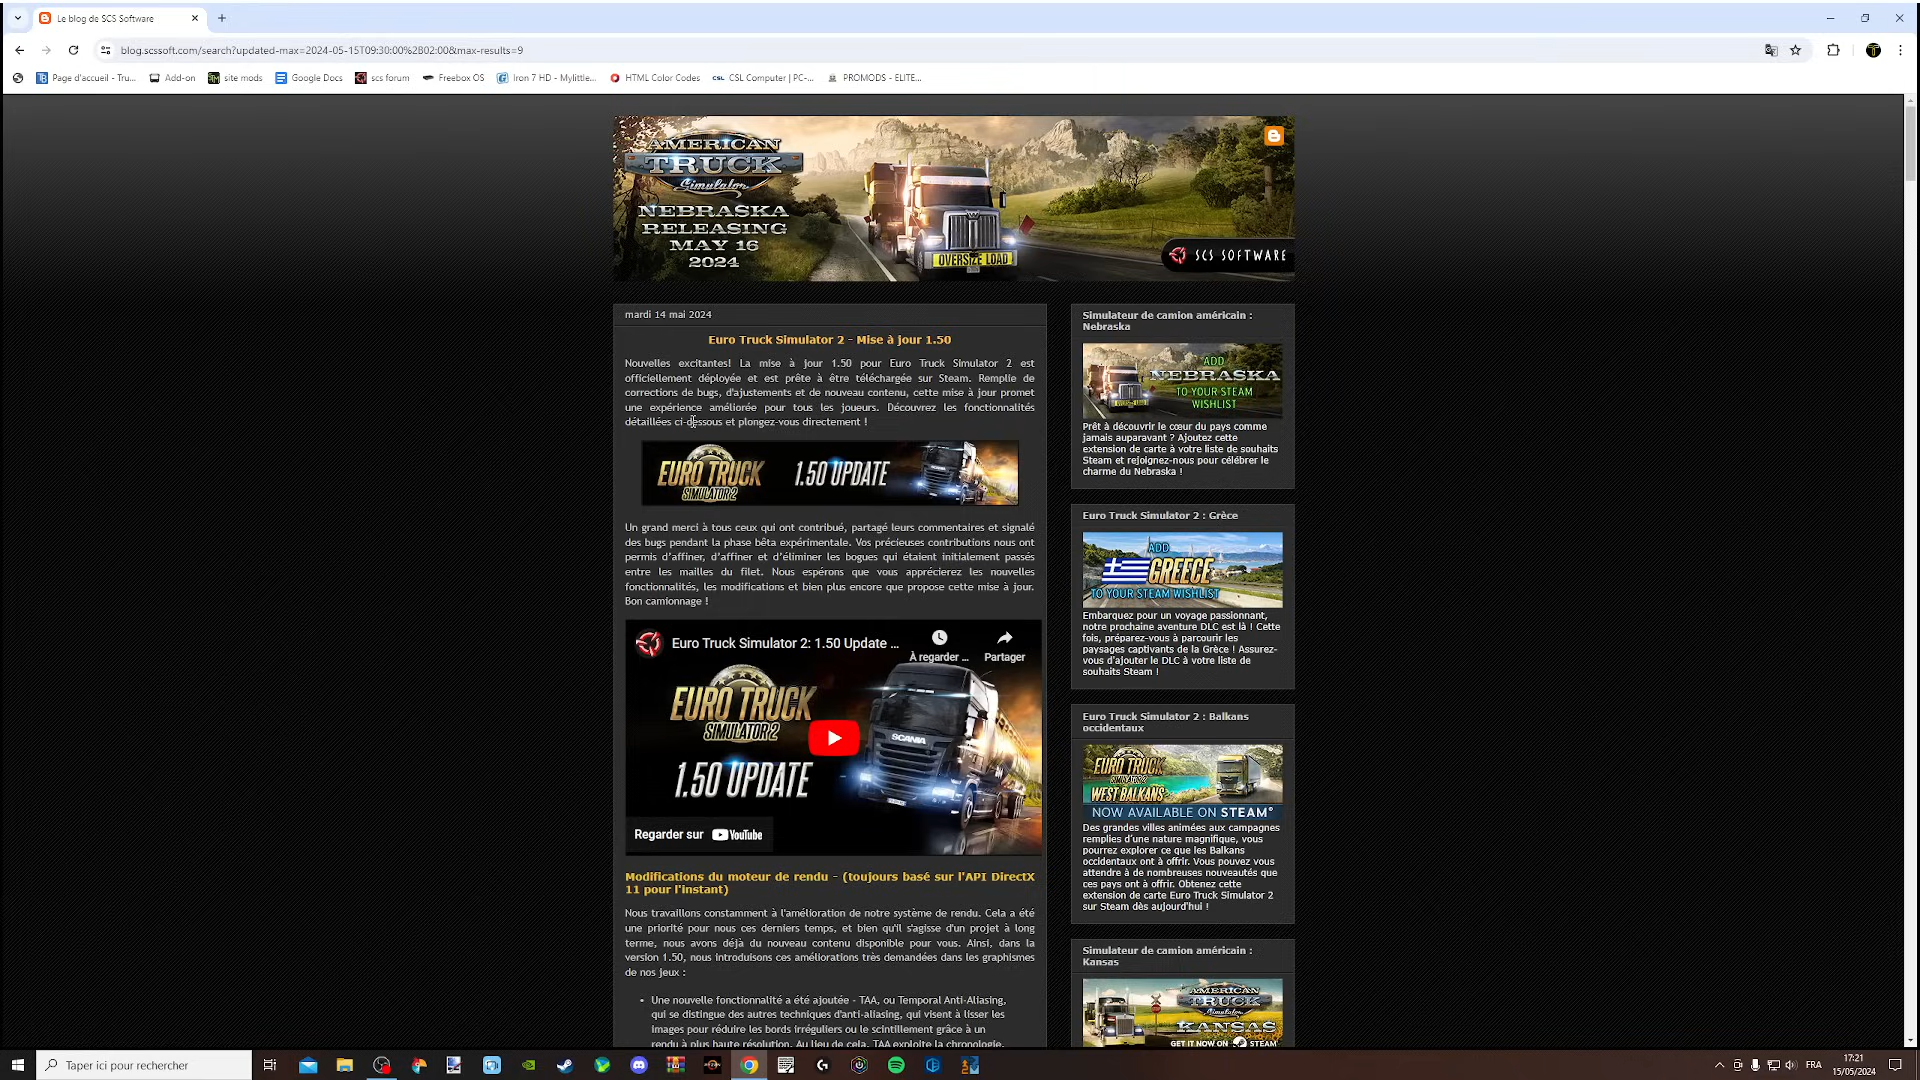 Le blog de SCS Software
blog.scssoft.com/search?updated-max=2024-05-15T09:30:00%2B02:00&max-results=9
Page d'accueil - Tru...
Add-on
site mods
Google Docs
scs forum
Freebox OS
Iron 7 HD - Mylittle...
HTML Color Codes
CSL Computer | PC-...
PROMODS - ELITE...
AMERICAN
TRUCK
Simulator
NEBRASKA
RELEASING
MAY 16
2024
OVERSIZE LOAD
SCS SOFTWARE
mardi 14 mai 2024
Euro Truck Simulator 2 - Mise à jour 1.50
Nouvelles excitantes! La mise à jour 1.50 pour Euro Truck Simulator 2 est
officiellement déployée et est prête à être téléchargée sur Steam. Remplie de
corrections de bugs, d'ajustements et de nouveau contenu, cette mise à jour promet
une expérience améliorée pour tous les joueurs. Découvrez les fonctionnalités
détaillées ci-dessous et plongez-vous directement !
EURO TRUCK
SIMULATOR 2
1.50 UPDATE
Un grand merci à tous ceux qui ont contribué, partagé leurs commentaires et signalé
des bugs pendant la phase bêta expérimentale. Vos précieuses contributions nous ont
permis d'affiner, d'affiner et d'éliminer les bogues qui étaient initialement passés
entre les mailles du filet. Nous espérons que vous apprécierez les nouvelles
fonctionnalités, les modifications et bien plus encore que propose cette mise à jour.
Bon camionnage !
Euro Truck Simulator 2: 1.50 Update ...
À regarder ...
Partager
EURO TRUCK
SIMULATOR 2
1.50 UPDATE
SCANIA
Regarder sur YouTube
Modifications du moteur de rendu - (toujours basé sur l'API DirectX
11 pour l'instant)
Nous travaillons constamment à l'amélioration de notre système de rendu. Cela a été
une priorité pour nous ces derniers temps, et bien qu'il s'agisse d'un projet à long
terme, nous avons déjà du nouveau contenu disponible pour vous. Ainsi, dans la
version 1.50, nous introduisons ces améliorations très demandées dans les graphismes
de nos jeux :
• Une nouvelle fonctionnalité a été ajoutée - TAA, ou Temporal Anti-Aliasing,
qui se distingue des autres techniques d'anti-aliasing, qui visent à lisser les
images pour réduire les bords irréguliers ou le scintillement grâce à un
rendu à plus haute résolution. Au lieu de cela, TAA exploite la chronologie,
Simulateur de camion américain :
Nebraska
ADD
NEBRASKA
TO YOUR STEAM
WISHLIST
Prêt à découvrir le cœur du pays comme
jamais auparavant ? Ajoutez cette
extension de carte à votre liste de souhaits
Steam et rejoignez-nous pour célébrer le
charme du Nebraska !
Euro Truck Simulator 2 : Grèce
ADD
GREECE
TO YOUR STEAM WISHLIST
Embarquez pour un voyage passionnant,
notre prochaine aventure DLC est là ! Cette
fois, préparez-vous à parcourir les
paysages captivants de la Grèce ! Assurez-
vous d'ajouter le DLC à votre liste de
souhaits Steam !
Euro Truck Simulator 2 : Balkans
occidentaux
EURO TRUCK
SIMULATOR 2
WEST BALKANS
NOW AVAILABLE ON STEAM
Des grandes villes animées aux campagnes
remplies d'une nature magnifique, vous
pourrez explorer ce que les Balkans
occidentaux ont à offrir. Vous pouvez vous
attendre à de nombreuses nouveautés que
ces pays ont à offrir. Obtenez cette
extension de carte Euro Truck Simulator 2
sur Steam dès aujourd'hui !
Simulateur de camion américain :
Kansas
AMERICAN
TRUCK
Simulator
KANSAS
GET IT NOW ON STEAM
Taper ici pour rechercher
FRA
17:21
15/05/2024